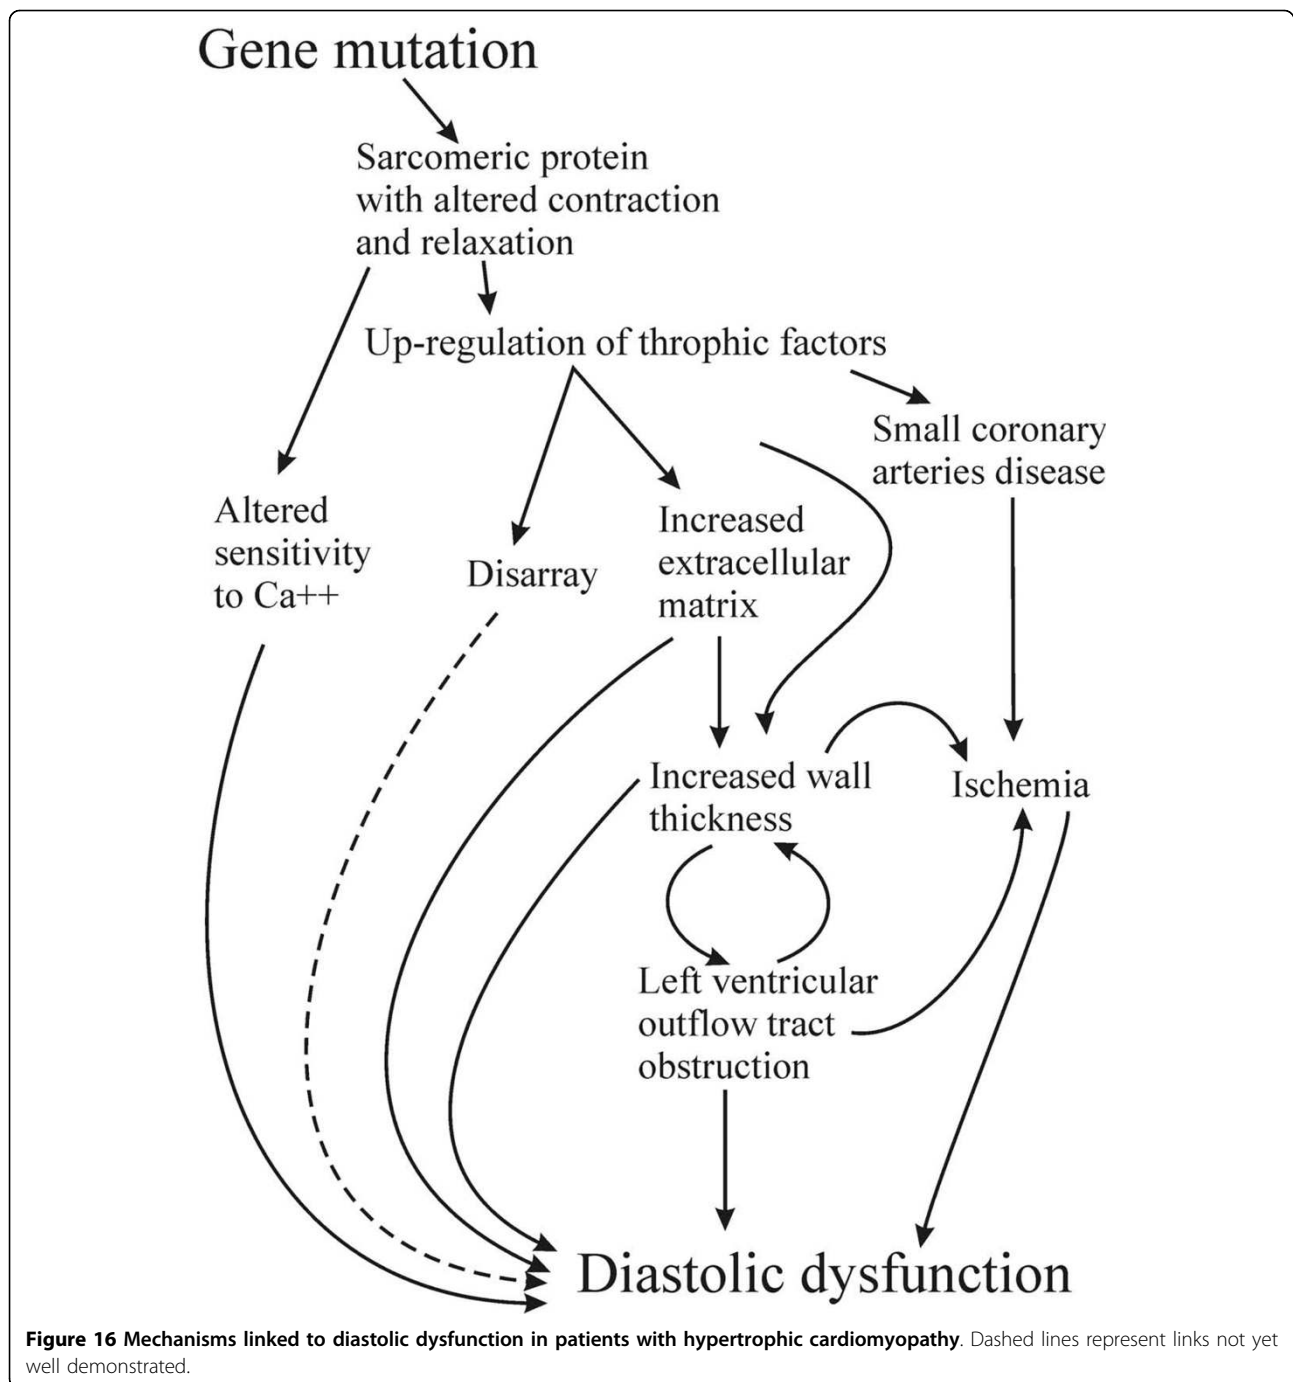 Gene mutation
Sarcomeric protein
with altered contraction
and relaxation
Up-regulation of throphic factors
Small coronary
arteries disease
Altered
sensitivity
to Ca++
Disarray
Increased
extracellular
matrix
Increased wall
thickness
Ischemia
Left ventricular
outflow tract
obstruction
Diastolic dysfunction
Figure 16 Mechanisms linked to diastolic dysfunction in patients with hypertrophic cardiomyopathy. Dashed lines represent links not yet
well demonstrated.